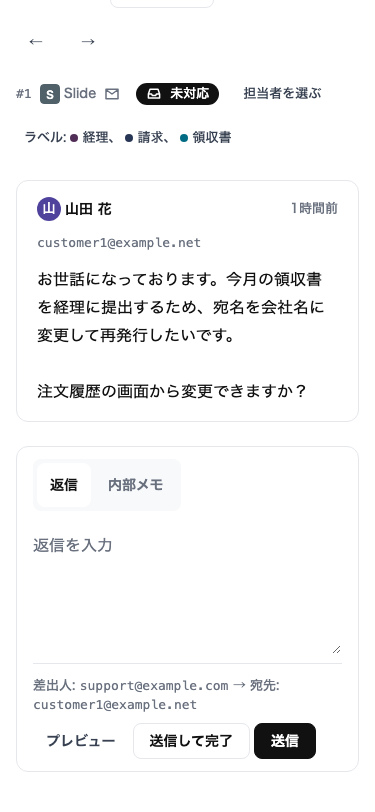 ← →
#1 S Slide 未対応 担当者を選ぶ
ラベル: 経理、 請求、 領収書
山 山田 花 1時間前
customer1@example.net
お世話になっております。今月の領収書
を経理に提出するため、宛名を会社名に
変更して再発行したいです。
注文履歴の画面から変更できますか？
返信 内部メモ
返信を入力
差出人: support@example.com → 宛先:
customer1@example.net
プレビュー 送信して完了 送信